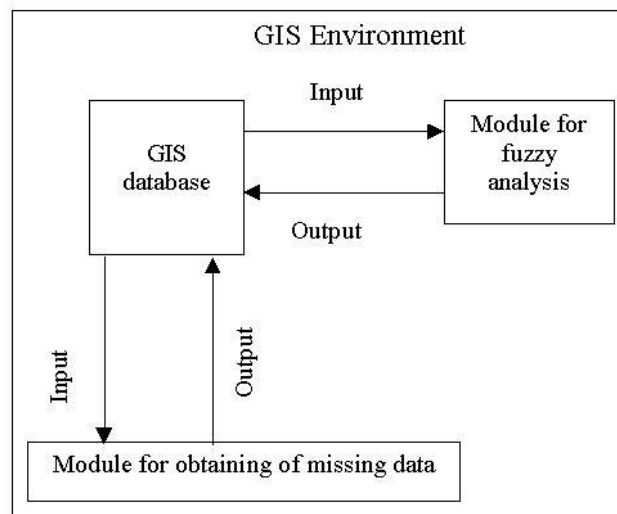 GIS Environment
Input
GIS
database
Module for
fuzzy
analysis
Output
Input
Output
Module for obtaining of missing data